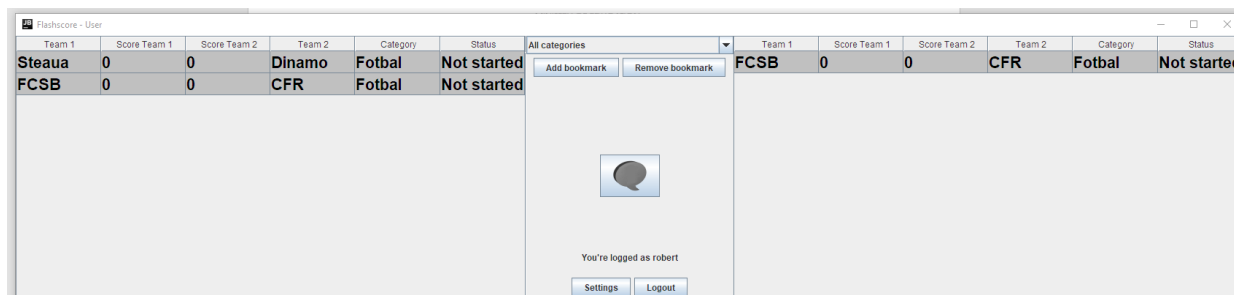 Flashscore - User
Team 1 Score Team 1 Score Team 2 Team 2 Category Status
Steaua 0 0 Dinamo Fotbal Not started
FCSB 0 0 CFR Fotbal Not started
All categories
Add bookmark Remove bookmark
You're logged as robert
Settings Logout
Team 1 Score Team 1 Score Team 2 Team 2 Category Status
FCSB 0 0 CFR Fotbal Not started